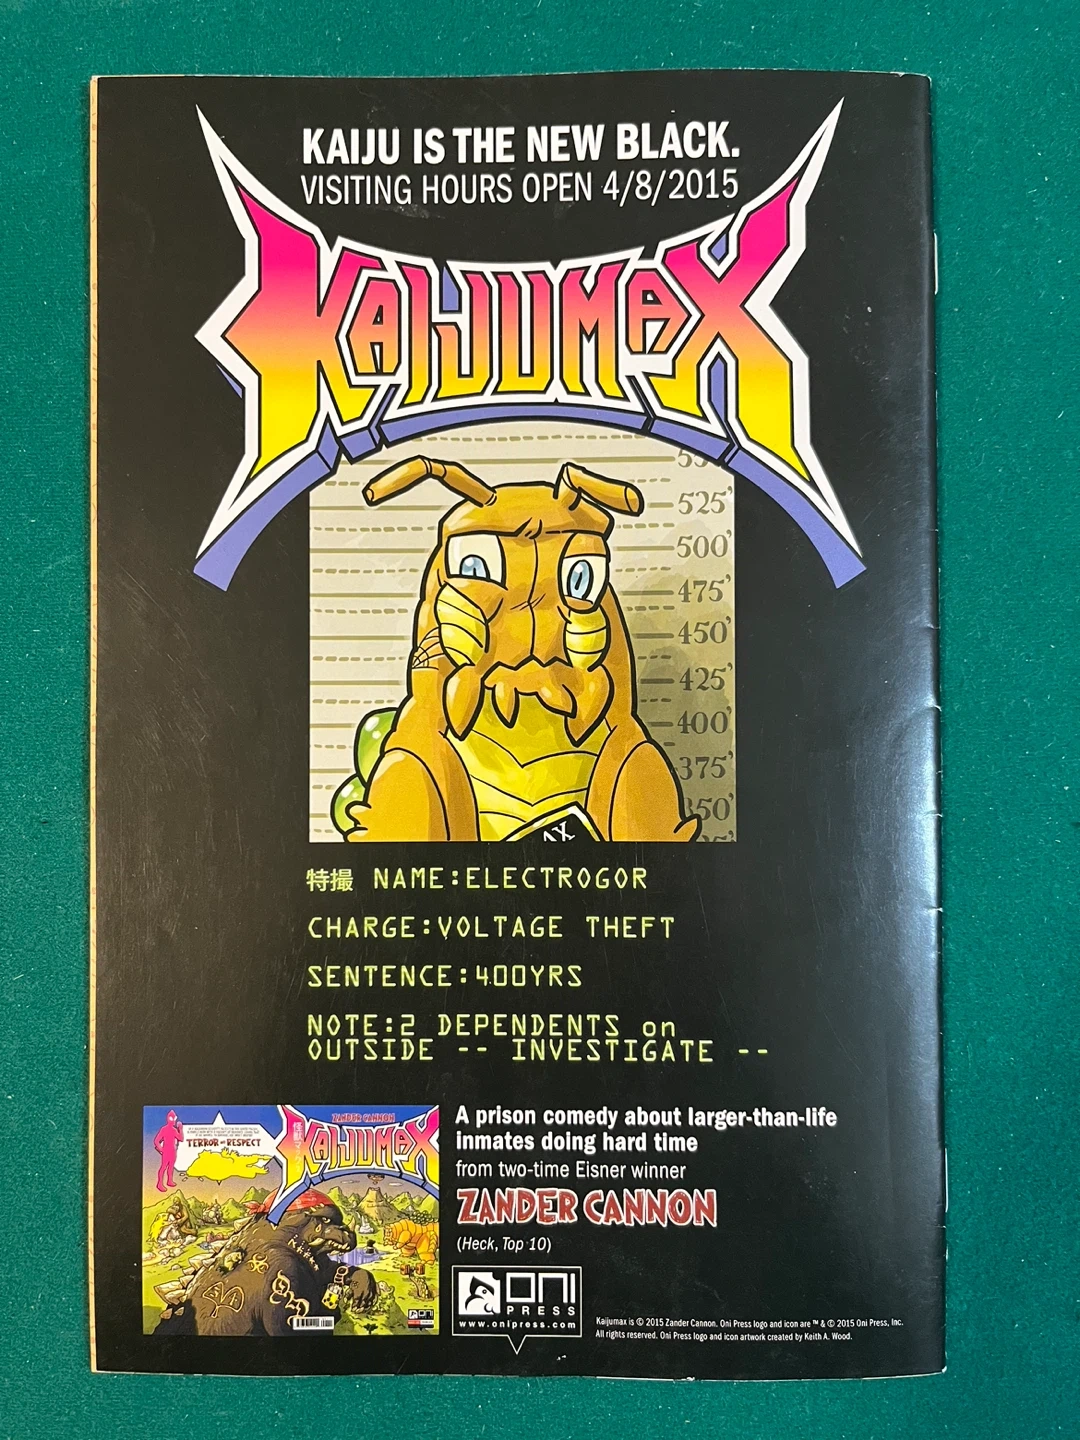 KAIJU IS THE NEW BLACK.
VISITING HOURS OPEN 4/8/2015
KAIJUMAX
525'
500'
475'
450'
425'
400'
375'
350'
特撮 NAME:ELECTROGOR
CHARGE:VOLTAGE THEFT
SENTENCE:400YRS
NOTE:2 DEPENDENTS on
OUTSIDE -- INVESTIGATE --
ZANDER CANNON
KAIJUMAX
TERROR AND RESPECT
ONI
A prison comedy about larger-than-life
inmates doing hard time
from two-time Eisner winner
ZANDER CANNON
(Heck, Top 10)
ONI
PRESS
www.onipress.com
Kaijumax is © 2015 Zander Cannon. Oni Press logo and icon are ™ & © 2015 Oni Press, Inc.
All rights reserved. Oni Press logo and icon artwork created by Keith A. Wood.